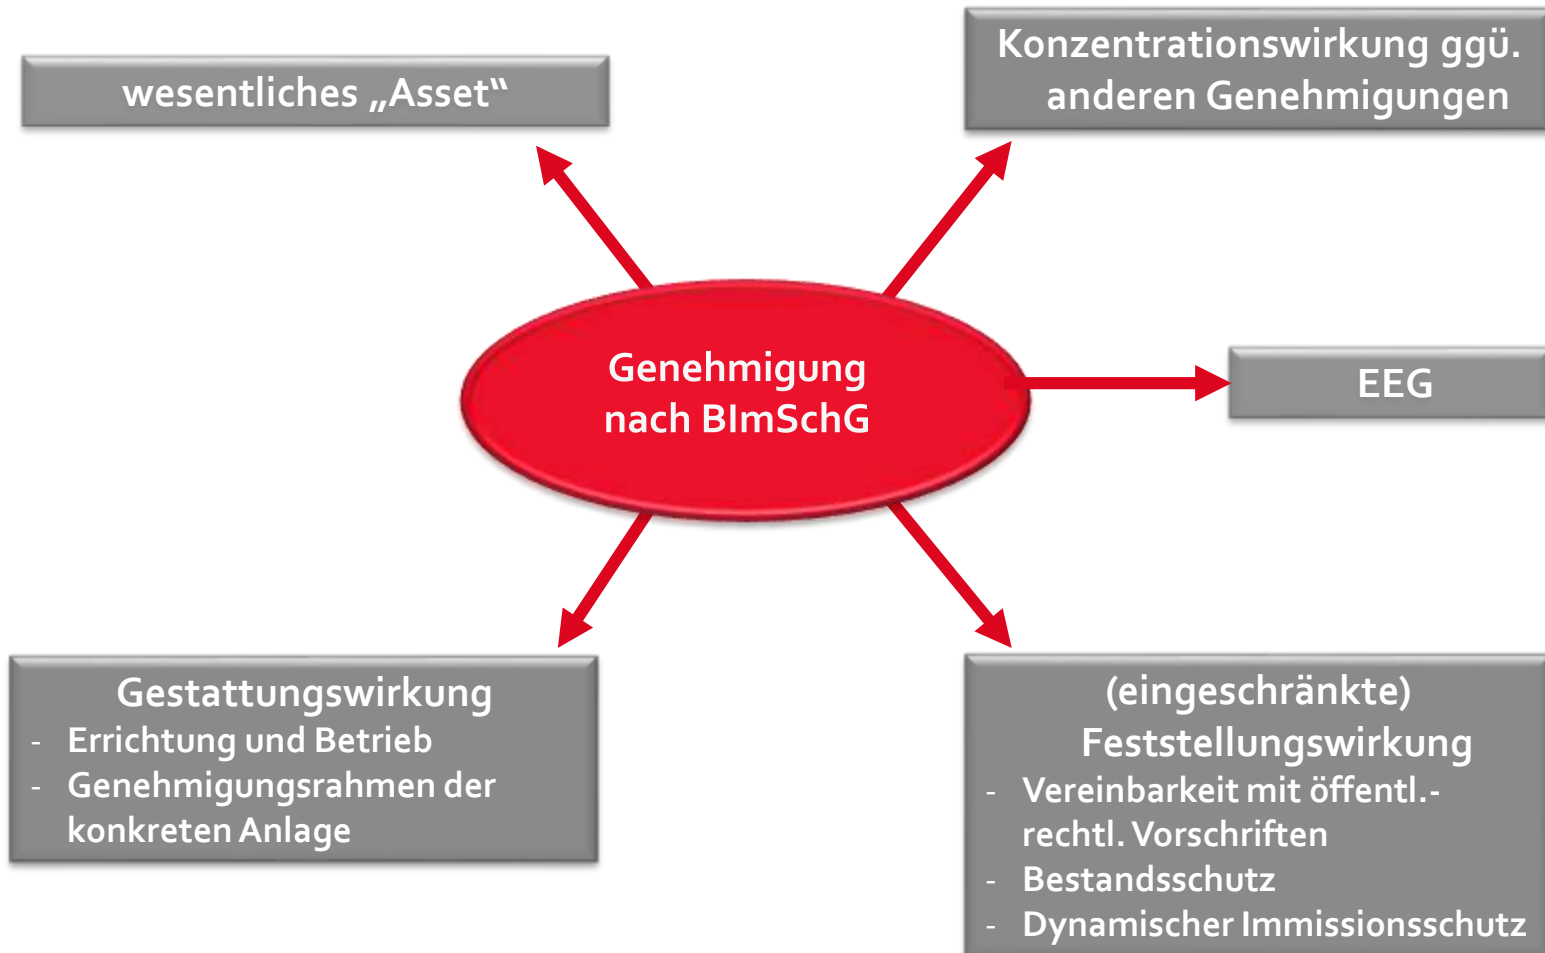 wesentliches „Asset“
Konzentrationswirkung ggü.
anderen Genehmigungen
Genehmigung
nach BImSchG
EEG
Gestattungswirkung
- Errichtung und Betrieb
- Genehmigungsrahmen der
konkreten Anlage
(eingeschränkte)
Feststellungswirkung
- Vereinbarkeit mit öffentl.-
rechtl. Vorschriften
- Bestandsschutz
- Dynamischer Immissionsschutz